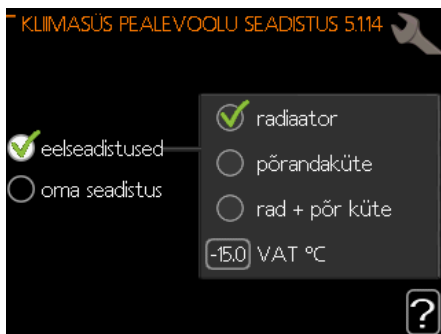 KLIIMASÜS PEALEVOOLU SEADISTUS 5.1.14
eelseadistused
oma seadistus
radiaator
põrandaküte
rad + põr küte
-15.0 VAT °C
?